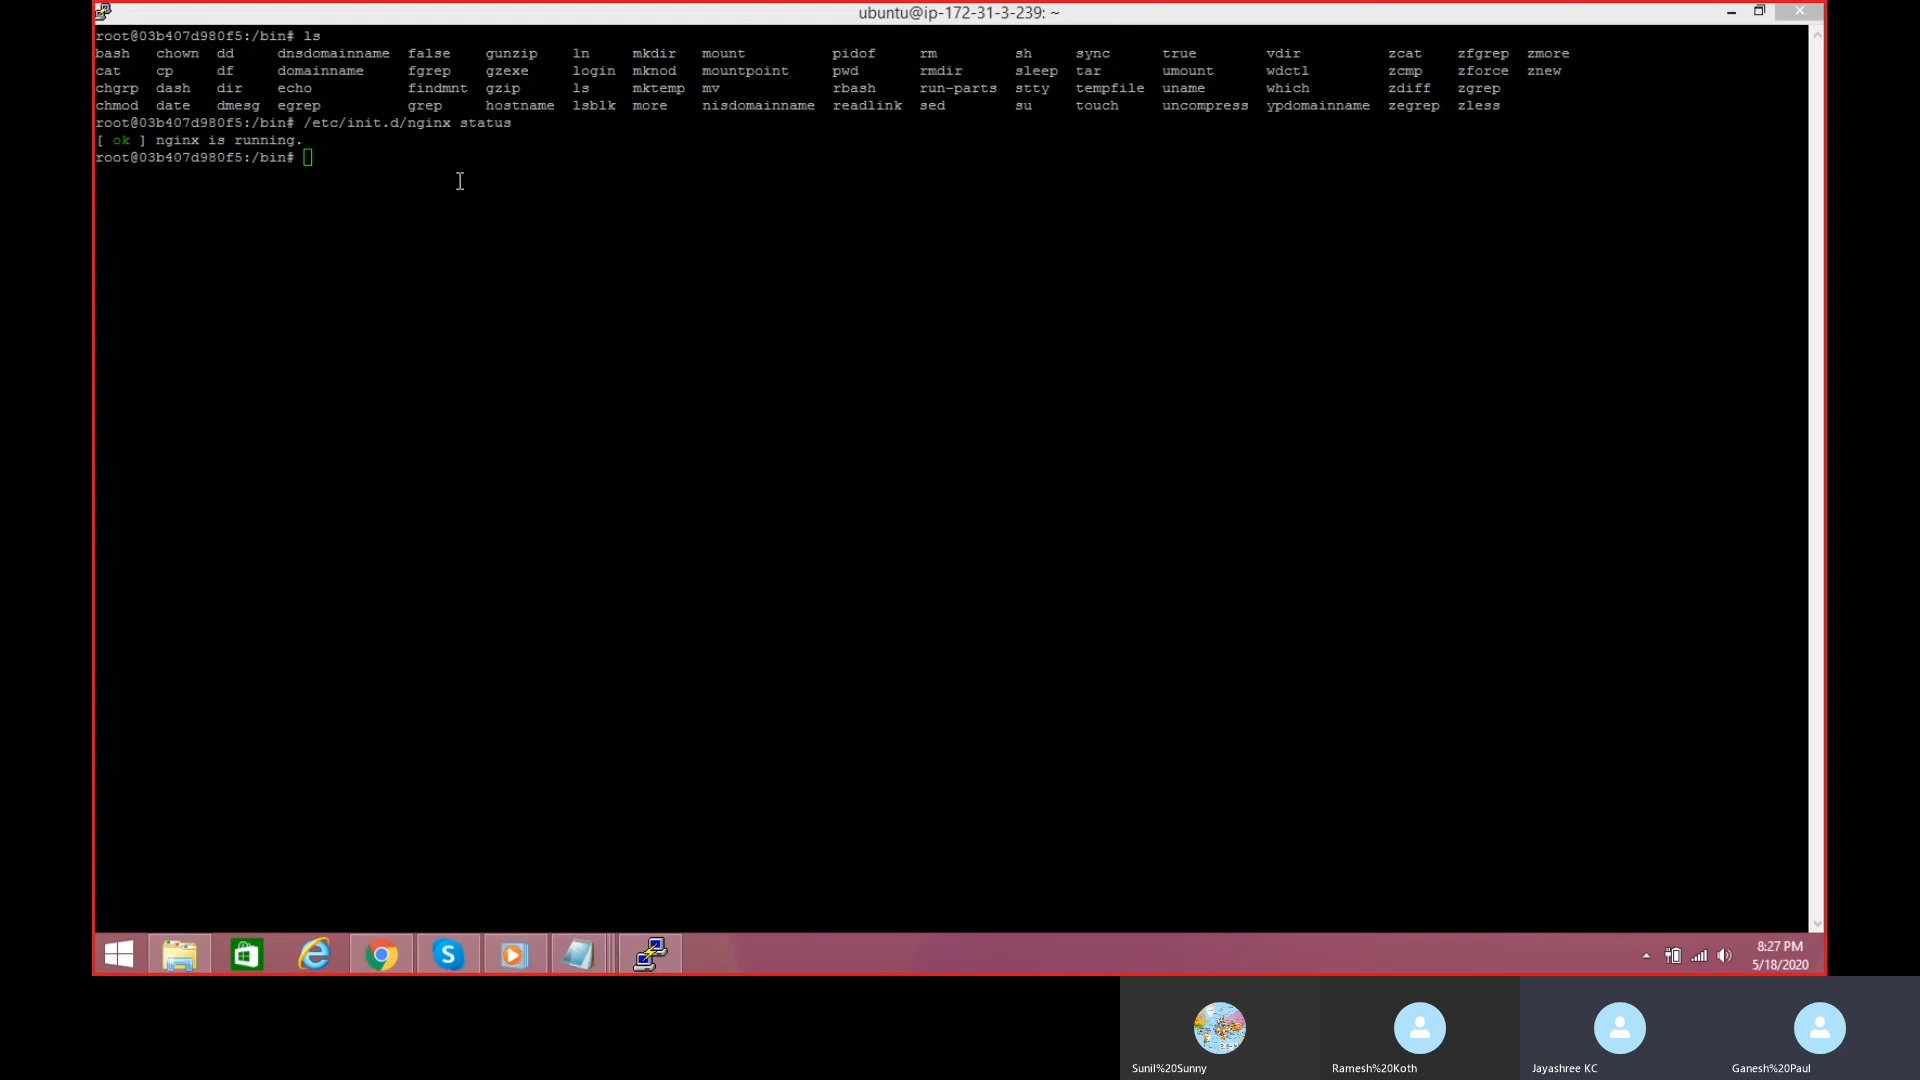 ubuntu@ip-172-31-3-239: ~
root@03b407d980f5:/bin# ls
bash chown dd dnsdomainname false gunzip ln mkdir mount pidof rm sh sync true vdir zcat zfgrep zmore
cat cp df domainname fgrep gzexe login mknod mountpoint pwd rmdir sleep tar umount wdctl zcmp zforce znew
chgrp dash dir echo findmnt gzip ls mktemp mv rbash run-parts stty tempfile uname which zdiff zgrep
chmod date dmesg egrep grep hostname lsblk more nisdomainname readlink sed su touch uncompress ypdomainname zegrep zless
root@03b407d980f5:/bin# /etc/init.d/nginx status
[ ok ] nginx is running.
root@03b407d980f5:/bin#
8:27 PM
5/18/2020
Sunil%20Sunny
Ramesh%20Koth
Jayashree KC
Ganesh%20Paul